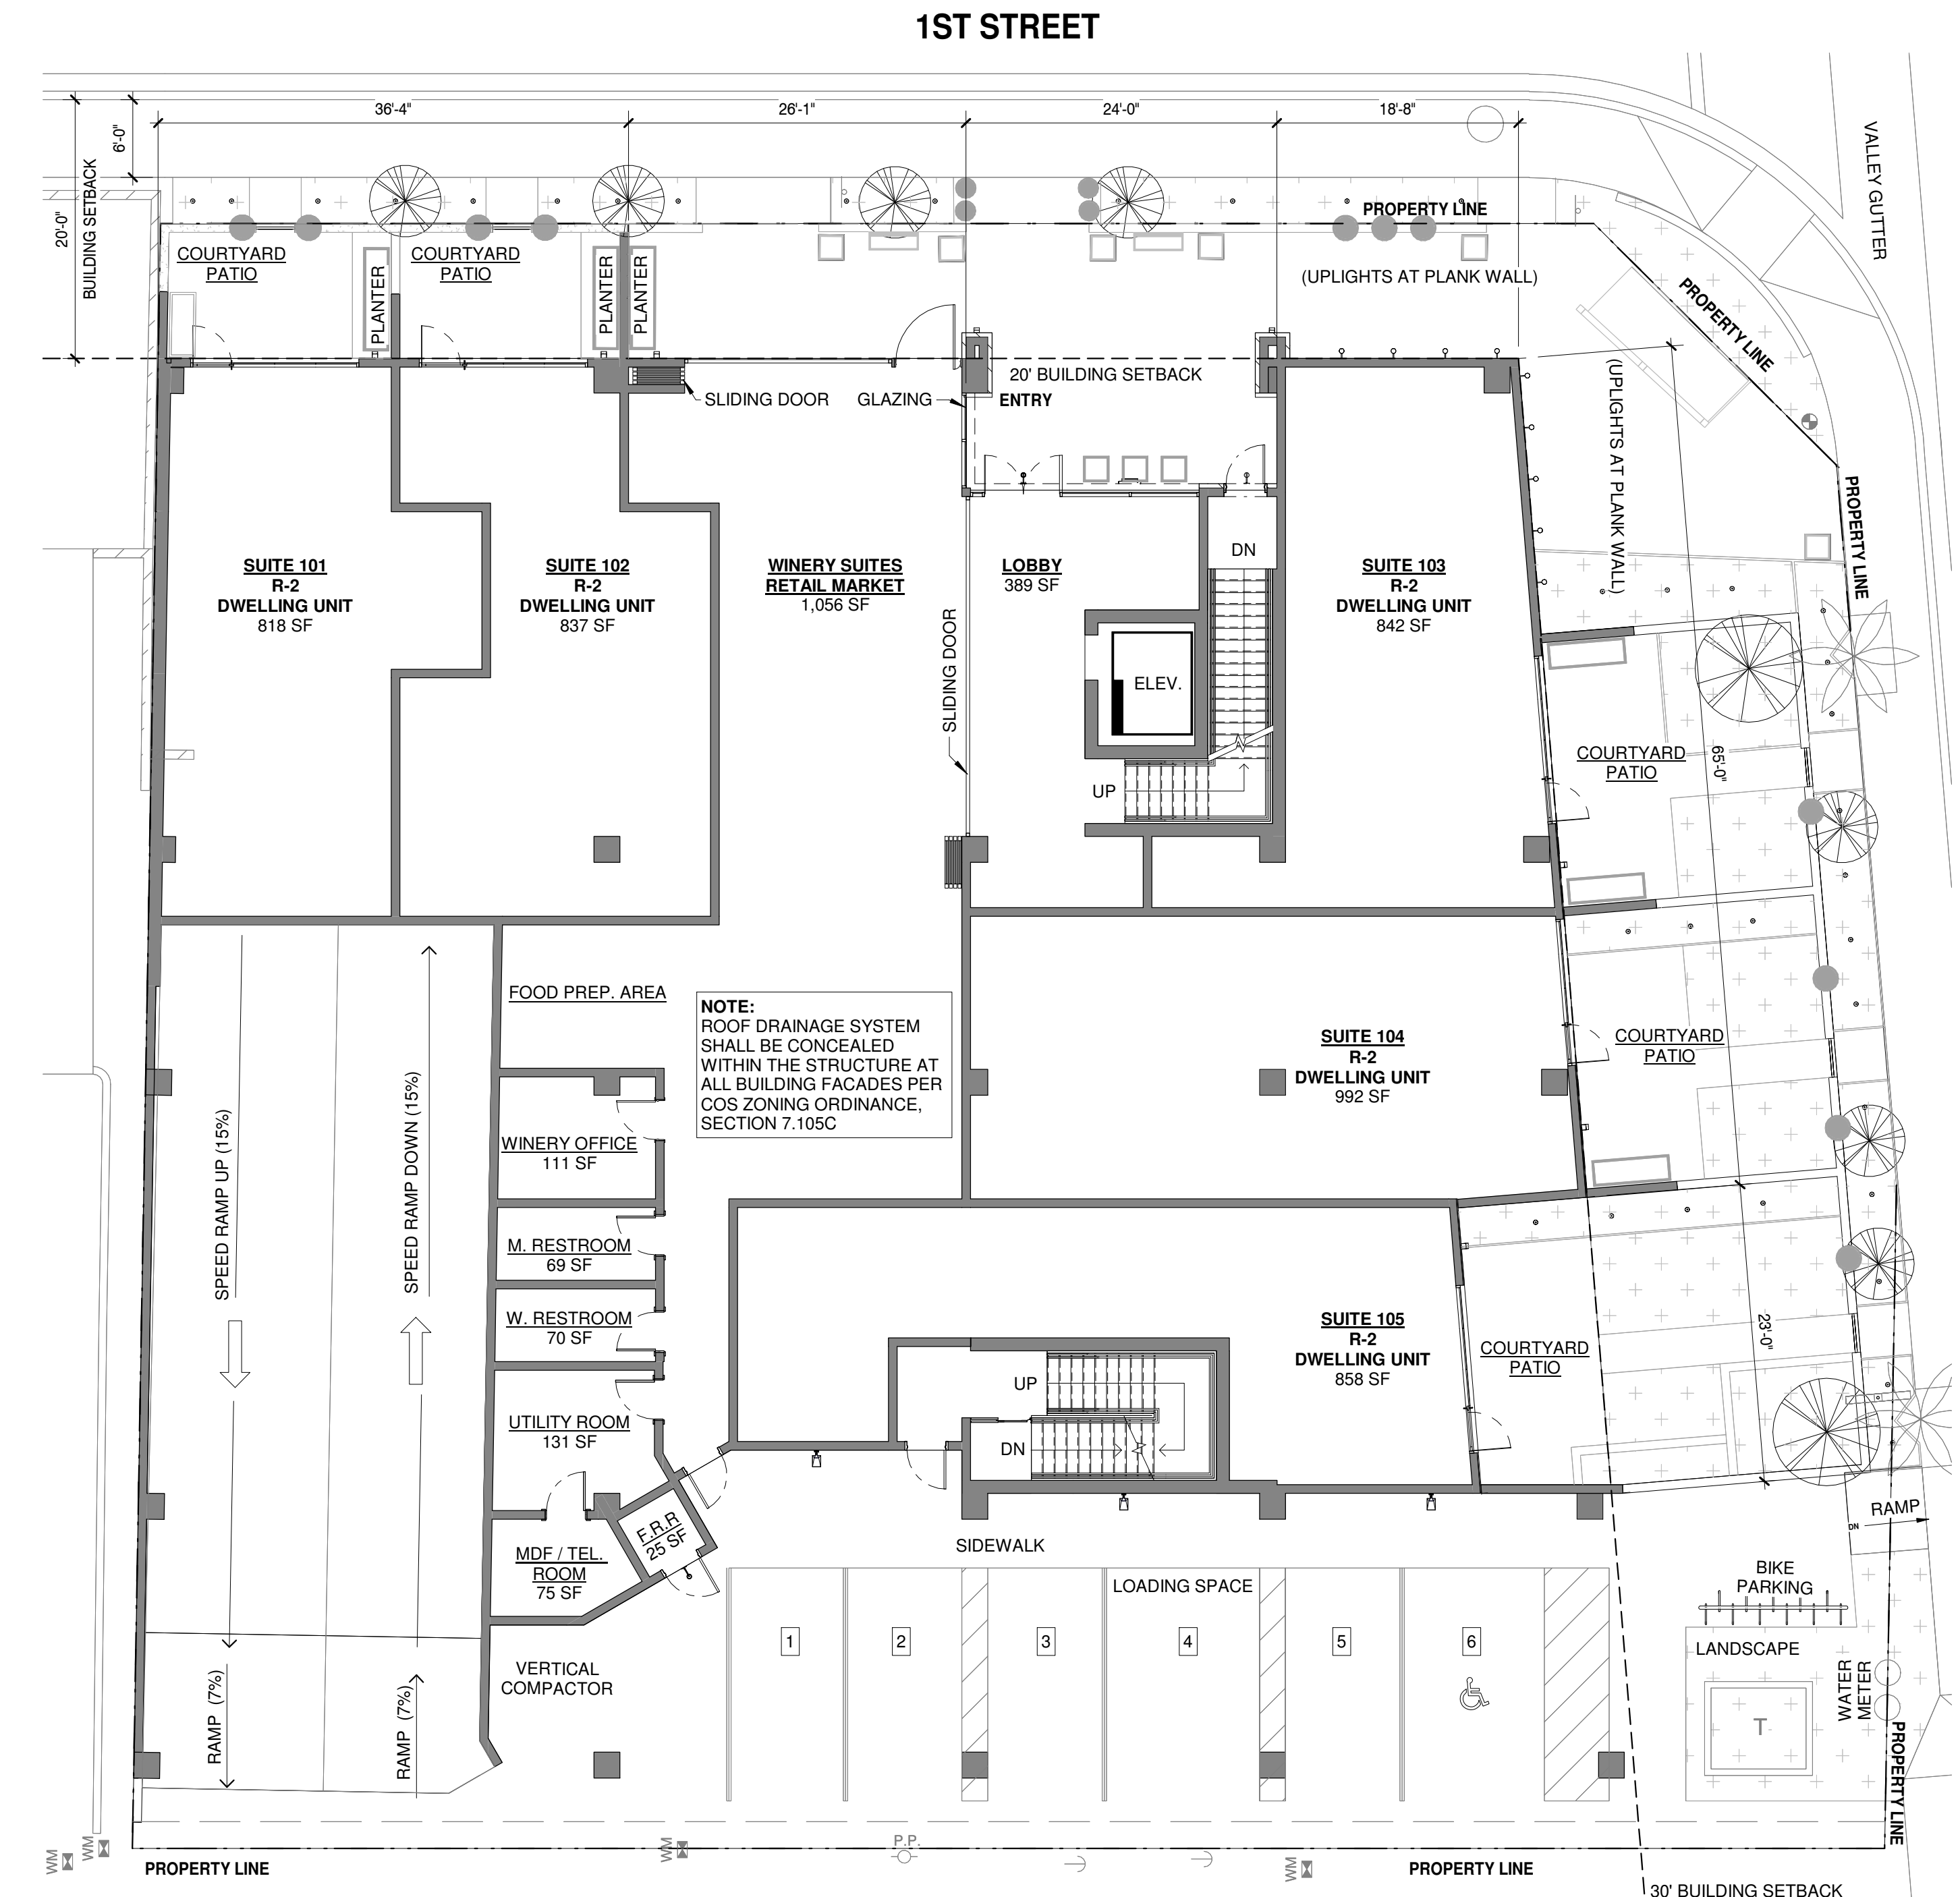 1ST STREET
36'-4"
26'-1"
24'-0"
18'-8"
6'-0"
20'-0"
BUILDING SETBACK
VALLEY GUTTER
PROPERTY LINE
COURTYARD
PATIO
PLANTER
COURTYARD
PATIO
PLANTER
PLANTER
(UPLIGHTS AT PLANK WALL)
PROPERTY LINE
SLIDING DOOR
GLAZING
20' BUILDING SETBACK
ENTRY
(UPLIGHTS AT PLANK WALL)
PROPERTY LINE
SUITE 101
R-2
DWELLING UNIT
818 SF
SUITE 102
R-2
DWELLING UNIT
837 SF
WINERY SUITES
RETAIL MARKET
1,056 SF
LOBBY
389 SF
DN
SUITE 103
R-2
DWELLING UNIT
842 SF
SLIDING DOOR
ELEV.
UP
COURTYARD
PATIO
65'-0"
FOOD PREP. AREA
NOTE:
ROOF DRAINAGE SYSTEM
SHALL BE CONCEALED
WITHIN THE STRUCTURE AT
ALL BUILDING FACADES PER
COS ZONING ORDINANCE,
SECTION 7.105C
SUITE 104
R-2
DWELLING UNIT
992 SF
COURTYARD
PATIO
SPEED RAMP UP (15%)
SPEED RAMP DOWN (15%)
WINERY OFFICE
111 SF
M. RESTROOM
69 SF
W. RESTROOM
70 SF
UTILITY ROOM
131 SF
SUITE 105
R-2
DWELLING UNIT
858 SF
UP
DN
COURTYARD
PATIO
23'-0"
F.R.R
25 SF
MDF / TEL.
ROOM
75 SF
SIDEWALK
LOADING SPACE
DN
RAMP
BIKE
PARKING
1
2
3
4
5
6
LANDSCAPE
VERTICAL
COMPACTOR
RAMP (7%)
RAMP (7%)
WATER
METER
T
PROPERTY LINE
WM
WM
WM
P.P.
WM
PROPERTY LINE
PROPERTY LINE
30' BUILDING SETBACK